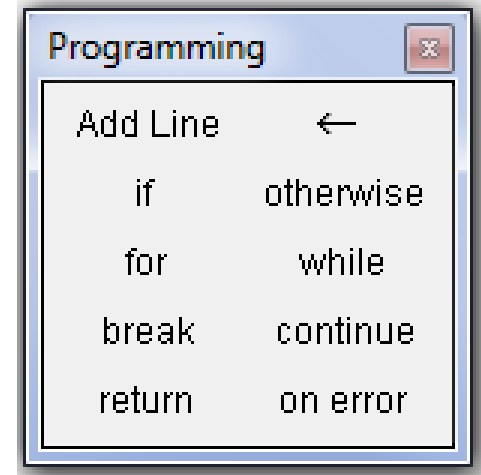 Programming
Add Line ←
if otherwise
for while
break continue
return on error